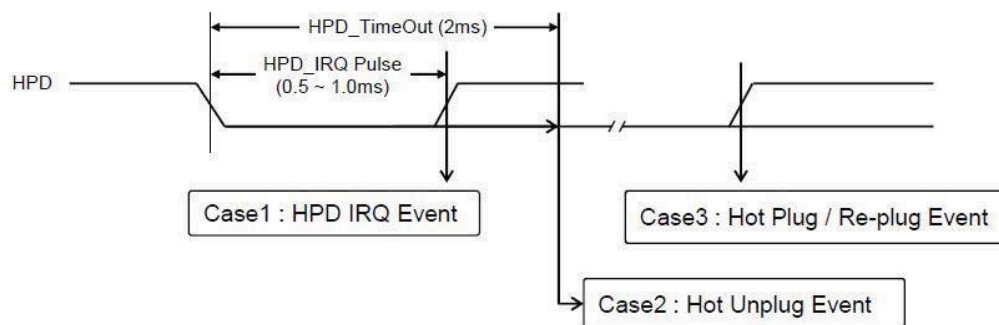 HPD_TimeOut (2ms)
HPD_IRQ Pulse
(0.5 ~ 1.0ms)
HPD
Case1 : HPD IRQ Event
Case3 : Hot Plug / Re-plug Event
Case2 : Hot Unplug Event